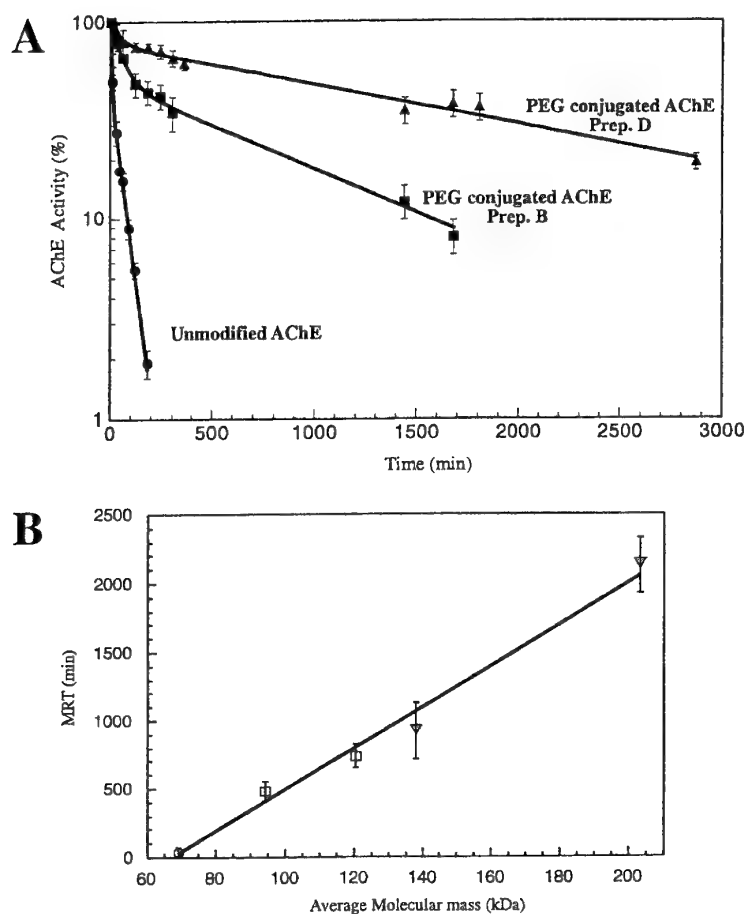 A
100
10
1
AChE Activity (%)
PEG conjugated AChE
Prep. D
PEG conjugated AChE
Prep. B
Unmodified AChE
0 500 1000 1500 2000 2500 3000
Time (min)
B
2500
2000
1500
1000
500
0
MRT (min)
60 80 100 120 140 160 180 200
Average Molecular mass (kDa)